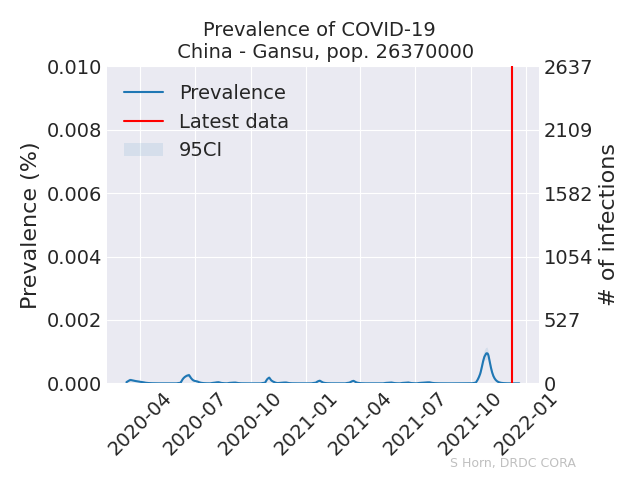 Prevalence of COVID-19
China - Gansu, pop. 26370000
0.010
0.008
0.006
0.004
0.002
0.000
Prevalence (%)
Prevalence
Latest data
95CI
2637
2109
1582
1054
527
0
# of infections
2020-04
2020-07
2020-10
2021-01
2021-04
2021-07
2021-10
2022-01
S Horn, DRDC CORA